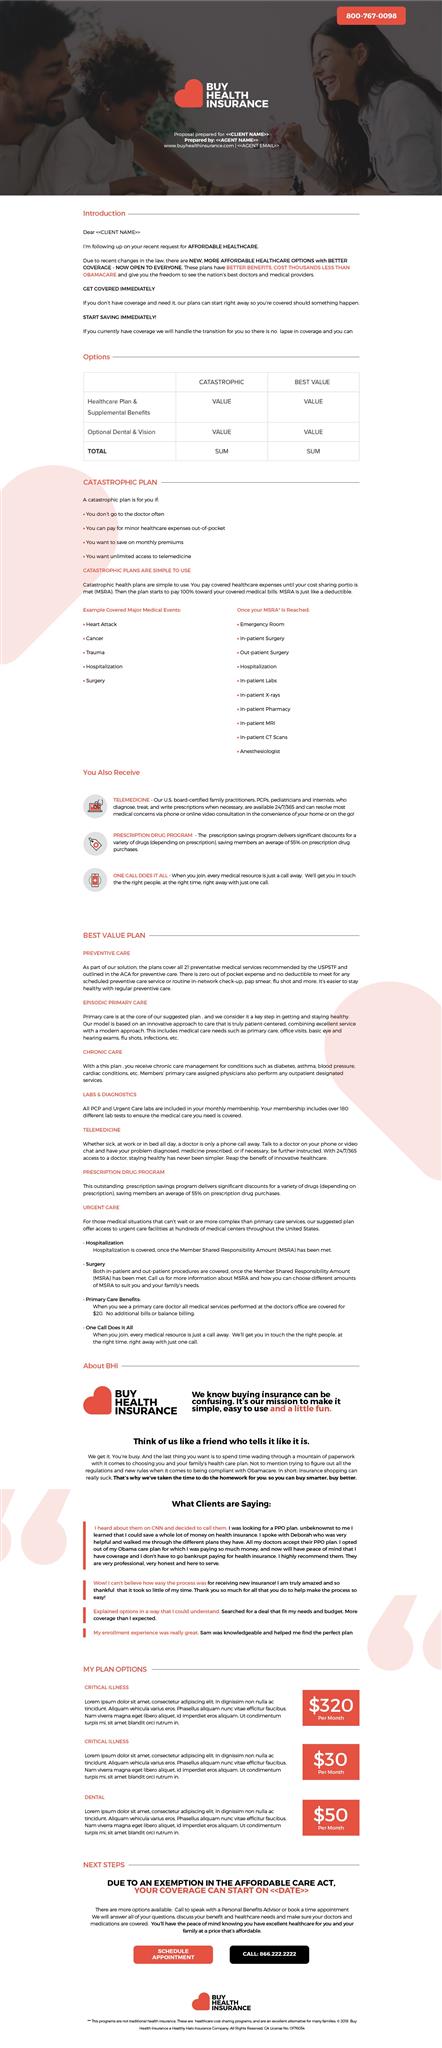 800-767-0098
BUY
HEALTH
INSURANCE
Proposal prepared for <<CLIENT NAME>>
Prepared by: <<AGENT NAME>>
www.buyhealthinsurance.com | <<AGENT EMAIL>>
Introduction
Dear <<CLIENT NAME>>
I'm following up on your recent request for AFFORDABLE HEALTHCARE.
Due to recent changes in the law, there are NEW, MORE AFFORDABLE HEALTHCARE OPTIONS with BETTER
COVERAGE - NOW OPEN TO EVERYONE. These plans have BETTER BENEFITS, COST THOUSANDS LESS THAN
OBAMACARE and give you the freedom to see the nation's best doctors and medical providers.
GET COVERED IMMEDIATELY
If you don't have coverage and need it, our plans can start right away so you're covered should something happen.
START SAVING IMMEDIATELY!
If you currently have coverage we will handle the transition for you so there is no lapse in coverage and you can
Options
CATASTROPHIC BEST VALUE
Healthcare Plan & VALUE VALUE
Supplemental Benefits
Optional Dental & Vision VALUE VALUE
TOTAL SUM SUM
CATASTROPHIC PLAN
A catastrophic plan is for you if:
• You don't go to the doctor often
• You can pay for minor healthcare expenses out-of-pocket
• You want to save on monthly premiums
• You want unlimited access to telemedicine
CATASTROPHIC PLANS ARE SIMPLE TO USE
Catastrophic health plans are simple to use. You pay covered healthcare expenses until your cost sharing portio is
met (MSRA). Then the plan starts to pay 100% toward your covered medical bills. MSRA is just like a deductible.
Example Covered Major Medical Events:
• Heart Attack
• Cancer
• Trauma
• Hospitalization
• Surgery
Once your MSRA* Is Reached:
• Emergency Room
• In-patient Surgery
• Out-patient Surgery
• Hospitalization
• In-patient Labs
• In-patient X-rays
• In-patient Pharmacy
• In-patient MRI
• In-patient CT Scans
• Anesthesiologist
You Also Receive
TELEMEDICINE - Our U.S. board-certified family practitioners, PCPs, pediatricians and internists, who
diagnose, treat, and write prescriptions when necessary, are available 24/7/365 and can resolve most
medical concerns via phone or online video consultation in the convenience of your home or on the go!
PRESCRIPTION DRUG PROGRAM - The prescription savings program delivers significant discounts for a
variety of drugs (depending on prescription), saving members an average of 55% on prescription drug
purchases.
ONE CALL DOES IT ALL - When you join, every medical resource is just a call away. We'll get you in touch
the the right people, at the right time, right away with just one call.
BEST VALUE PLAN
PREVENTIVE CARE
As part of our solution, the plans cover all 21 preventative medical services recommended by the USPSTF and
outlined in the ACA for preventive care. There is zero out of pocket expense and no deductible to meet for any
scheduled preventive care service or routine in-network check-up, pap smear, flu shot and more. It's easier to stay
healthy with regular preventive care.
EPISODIC PRIMARY CARE
Primary care is at the core of our suggested plan , and we consider it a key step in getting and staying healthy.
Our model is based on an innovative approach to care that is truly patient-centered, combining excellent service
with a modern approach. This includes medical care needs such as primary care, office visits, basic eye and
hearing exams, flu shots, infections, etc.
CHRONIC CARE
With a this plan , you receive chronic care management for conditions such as diabetes, asthma, blood pressure,
cardiac conditions, etc. Members' primary care assigned physicians also perform any outpatient designated
services.
LABS & DIAGNOSTICS
All PCP and Urgent Care labs are included in your monthly membership. Your membership includes over 180
different lab tests to ensure the medical care you need is covered.
TELEMEDICINE
Whether sick, at work or in bed all day, a doctor is only a phone call away. Talk to a doctor on your phone or video
chat and have your problem diagnosed, medicine prescribed, or if necessary, be further instructed. With 24/7/365
access to a doctor, staying healthy has never been simpler. Reap the benefit of innovative healthcare.
PRESCRIPTION DRUG PROGRAM
This outstanding prescription savings program delivers significant discounts for a variety of drugs (depending on
prescription), saving members an average of 55% on prescription drug purchases.
URGENT CARE
For those medical situations that can't wait or are more complex than primary care services, our suggested plan
offer access to urgent care facilities at hundreds of medical centers throughout the United States.
· Hospitalization
Hospitalization is covered, once the Member Shared Responsibility Amount (MSRA) has been met.
· Surgery
Both in-patient and out-patient procedures are covered, once the Member Shared Responsibility Amount
(MSRA) has been met. Call us for more information about MSRA and how you can choose different amounts
of MSRA to suit you and your family's needs.
· Primary Care Benefits:
When you see a primary care doctor all medical services performed at the doctor's office are covered for
$20. No additional bills or balance billing.
· One Call Does It All
When you join, every medical resource is just a call away. We'll get you in touch the the right people, at
the right time, right away with just one call.
About BHI
BUY
HEALTH
INSURANCE
We know buying insurance can be
confusing. It's our mission to make it
simple, easy to use and a little fun.
Think of us like a friend who tells it like it is.
We get it. You're busy. And the last thing you want is to spend time wading through a mountain of paperwork
with it comes to choosing you and your family's health care plan. Not to mention trying to figure out all the
regulations and new rules when it comes to being compliant with Obamacare. In short: Insurance shopping can
really suck. That's why we've taken the time to do the homework for you so you can buy smarter, buy better.
What Clients are Saying:
I heard about them on CNN and decided to call them. I was looking for a PPO plan. unbeknownst to me I
learned that I could save a whole lot of money on health insurance. I spoke with Deborah who was very
helpful and walked me through the different plans they have. All my doctors accept their PPO plan. I opted
out of my Obama care plan for which I was paying so much money, and now will have peace of mind that I
have coverage and I don't have to go bankrupt paying for health insurance. I highly recommend them. They
are very professional, very honest and here to serve.
Wow! I can't believe how easy the process was for receiving new insurance! I am truly amazed and so
thankful that it took so little of my time. Thank you so much for all that you do to help make the process so
easy!
Explained options in a way that I could understand. Searched for a deal that fit my needs and budget. More
coverage than I expected.
My enrollment experience was really great. Sam was knowledgeable and helped me find the perfect plan
MY PLAN OPTIONS
CRITICAL ILLNESS
Lorem ipsum dolor sit amet, consectetur adipiscing elit. In dignissim non nulla ac
tincidunt. Aliquam vehicula varius eros. Phasellus aliquam nunc vitae efficitur faucibus.
Nam viverra magna eget libero aliquet, id imperdiet eros aliquam. Ut condimentum
turpis mi, sit amet blandit orci rutrum in.
$320
Per Month
CRITICAL ILLNESS
Lorem ipsum dolor sit amet, consectetur adipiscing elit. In dignissim non nulla ac
tincidunt. Aliquam vehicula varius eros. Phasellus aliquam nunc vitae efficitur faucibus.
Nam viverra magna eget libero aliquet, id imperdiet eros aliquam. Ut condimentum
turpis mi, sit amet blandit orci rutrum in.
$30
Per Month
DENTAL
Lorem ipsum dolor sit amet, consectetur adipiscing elit. In dignissim non nulla ac
tincidunt. Aliquam vehicula varius eros. Phasellus aliquam nunc vitae efficitur faucibus.
Nam viverra magna eget libero aliquet, id imperdiet eros aliquam. Ut condimentum
turpis mi, sit amet blandit orci rutrum in.
$50
Per Month
NEXT STEPS
DUE TO AN EXEMPTION IN THE AFFORDABLE CARE ACT,
YOUR COVERAGE CAN START ON <<DATE>>
There are more options available. Call to speak with a Personal Benefits Advisor or book a time appointment
We will answer all of your questions, discuss your benefit and healthcare needs and make sure your doctors and
medications are covered. You'll have the peace of mind knowing you have excellent healthcare for you and your
family at a price that's affordable.
SCHEDULE
APPOINTMENT
CALL: 866.222.2222
BUY
HEALTH
INSURANCE
** This programs are not traditional health insurance. These are healthcare cost sharing programs, and are an excellent alternative for many families. © 2019 Buy
Health Insurance a Healthy Halo Insurance Company. All Rights Reserved. CA License No.